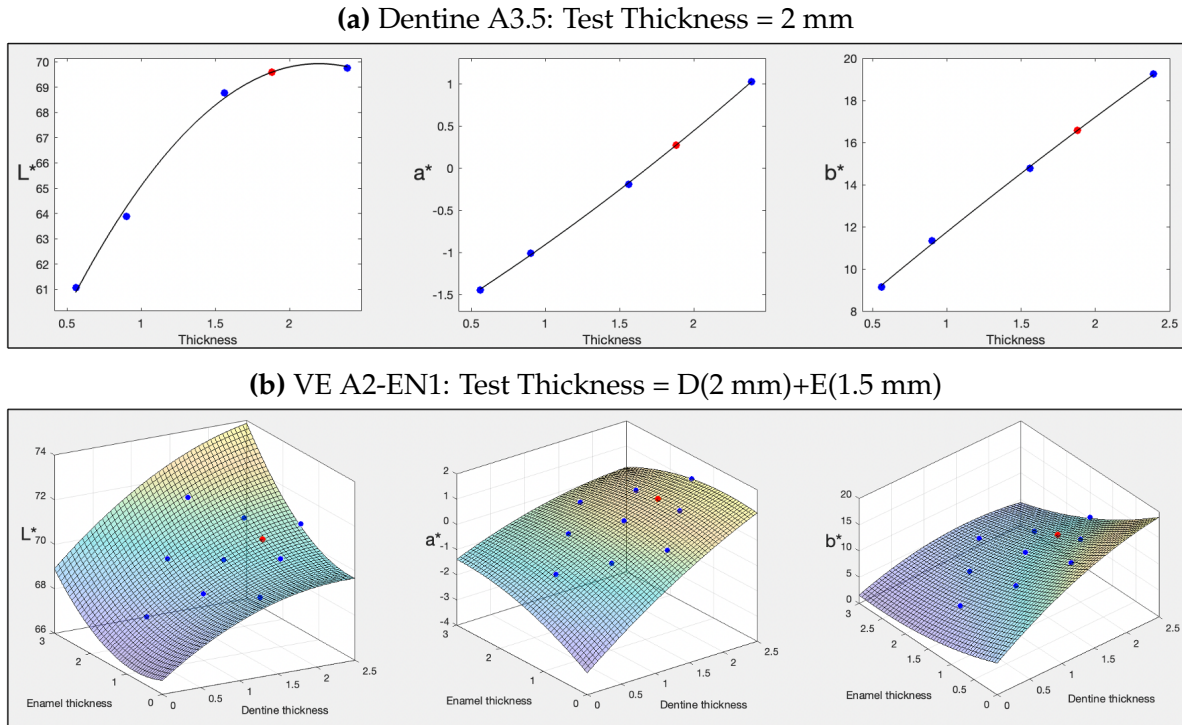 (a) Dentine A3.5: Test Thickness = 2 mm
70
69
68
67
66
65
64
63
62
61
L*
0.5 1 1.5 2
Thickness
1
0.5
0
-0.5
-1
-1.5
a*
0.5 1 1.5 2
Thickness
20
18
16
14
12
10
8
b*
0.5 1 1.5 2 2.5
Thickness
(b) VE A2-EN1: Test Thickness = D(2 mm)+E(1.5 mm)
74
72
70
68
66
L*
3 2 1 0
Enamel thickness
0 0.5 1 1.5 2 2.5
Dentine thickness
2
1
0
-1
-2
-3
-4
a*
3 2 1 0
Enamel thickness
0 0.5 1 1.5 2 2.5
Dentine thickness
20
15
10
5
0
b*
3 2.5 2 1.5 1 0.5 0
Enamel thickness
0 0.5 1 1.5 2 2.5
Dentine thickness